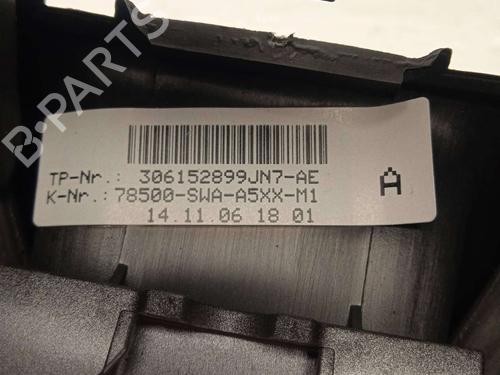 B-PARTS
TP-Nr.: 306152899JN7-AE
K-Nr.: 78500-SWA-A5XX-M1
A
14.11.06 18 01